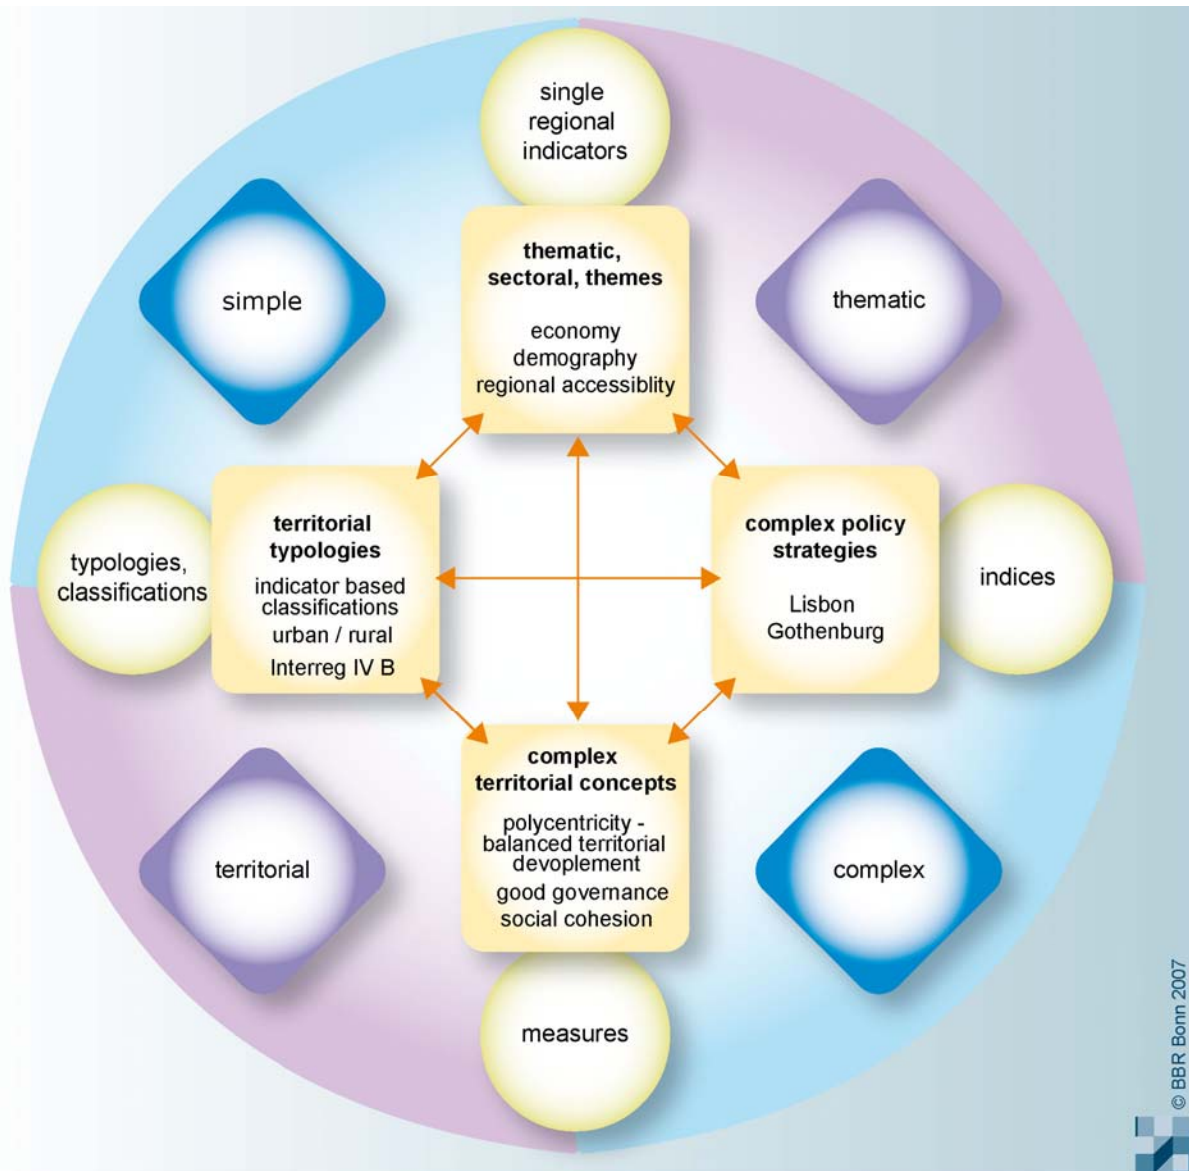 single
regional
indicators
thematic,
sectoral, themes
economy
demography
regional accessiblity
simple
thematic
territorial
typologies
indicator based
classifications
urban / rural
Interreg IV B
typologies,
classifications
complex policy
strategies
Lisbon
Gothenburg
indices
complex
territorial concepts
polycentricity -
balanced territorial
devoplement
good governance
social cohesion
territorial
complex
measures
© BBR Bonn 2007